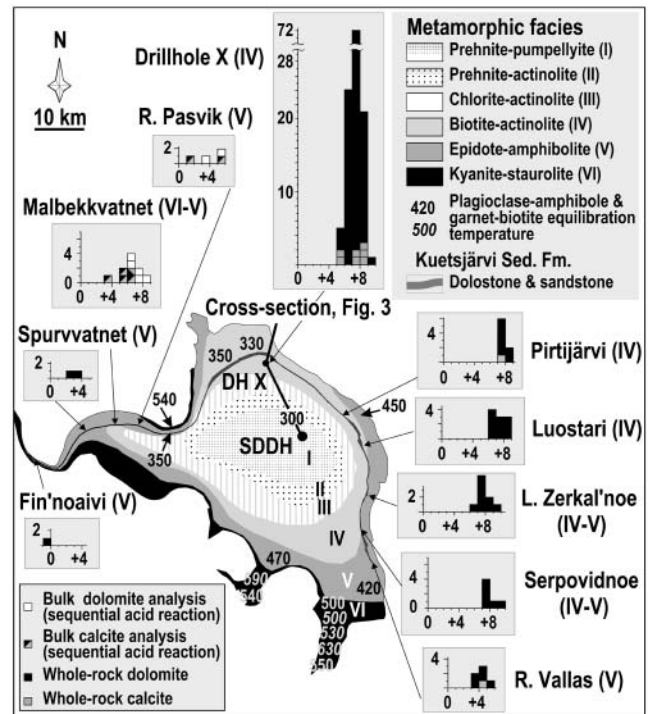 N
10 km
Drillhole X (IV)
72
28
20
10
0 +4 +8
R. Pasvik (V)
2
0 +4
Malbekkvatnet (VI-V)
4
2
0 +4 +8
Spurvvatnet (V)
2
0 +4
Fin'noaivi (V)
2
0 +4
Metamorphic facies
Prehnite-pumpellyite (I)
Prehnite-actinolite (II)
Chlorite-actinolite (III)
Biotite-actinolite (IV)
Epidote-amphibolite (V)
Kyanite-staurolite (VI)
420 Plagioclase-amphibole &
500 garnet-biotite equilibration
temperature
Kuetsjärvi Sed. Fm.
Dolostone & sandstone
Cross-section, Fig. 3
350 330
DH X
540
350
300
SDDH
450
I
II
III
IV
V
VI
470
420
590
540
500
500
530
630
550
4
0 +4 +8
Pirtijärvi (IV)
4
0 +4 +8
Luostari (IV)
2
0 +8
L. Zerkal'noe
(IV-V)
4
0 +4 +8
Serpovidnoe
(IV-V)
4
0 +4
R. Vallas (V)
Bulk dolomite analysis
(sequential acid reaction)
Bulk calcite analysis
(sequential acid reaction)
Whole-rock dolomite
Whole-rock calcite